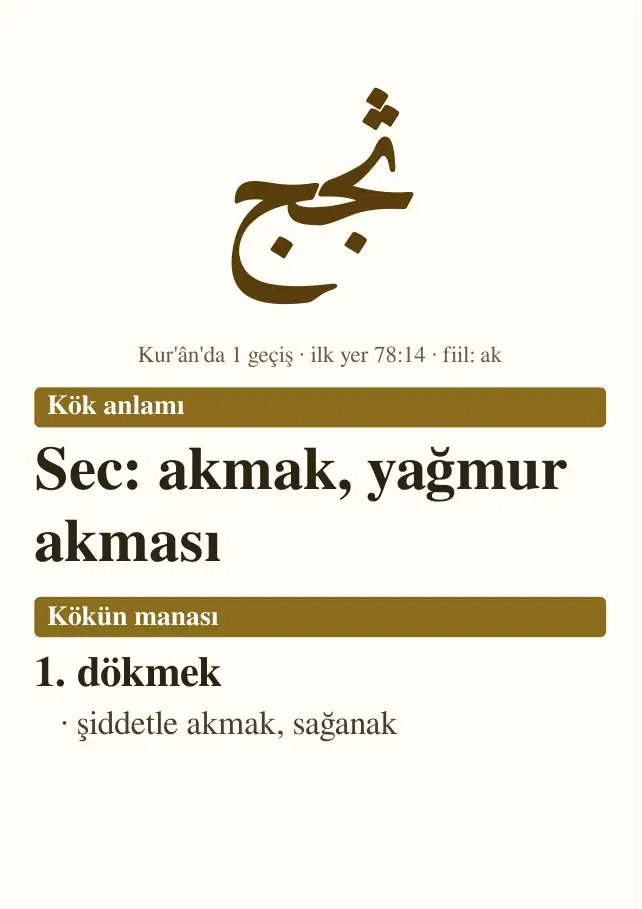 ثجج
Kur'ân'da 1 geçiş · ilk yer 78:14 · fiil: ak
Kök anlamı
Sec: akmak, yağmur
akması
Kökün manası
1. dökmek
· şiddetle akmak, sağanak